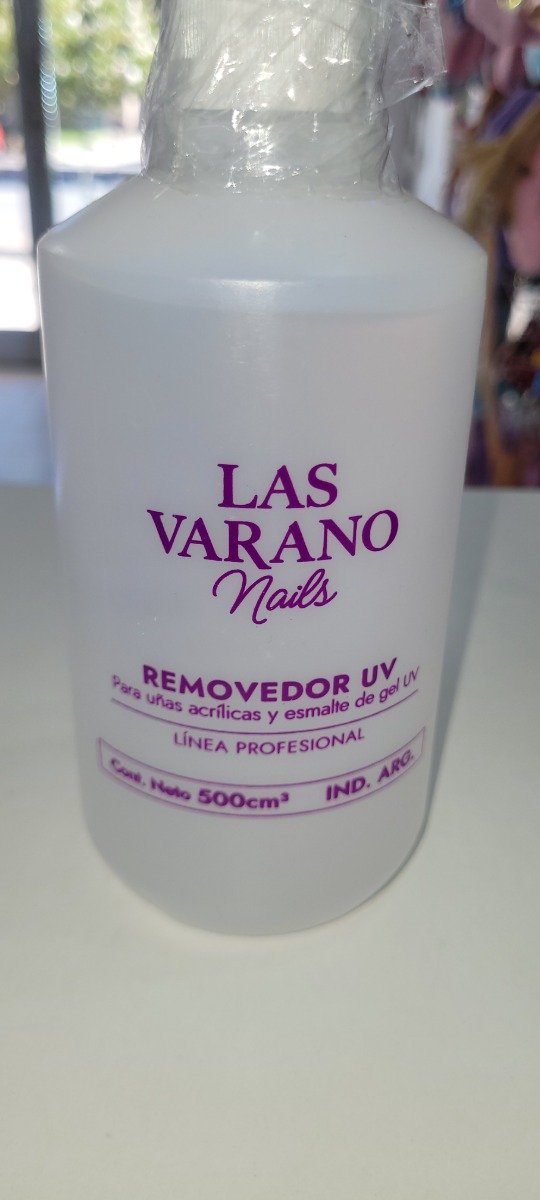 LAS
VARANO
Nails
REMOVEDOR UV
Para uñas acrílicas y esmalte de gel UV
LÍNEA PROFESIONAL
Cont. Neto 500cm³ IND. ARG.